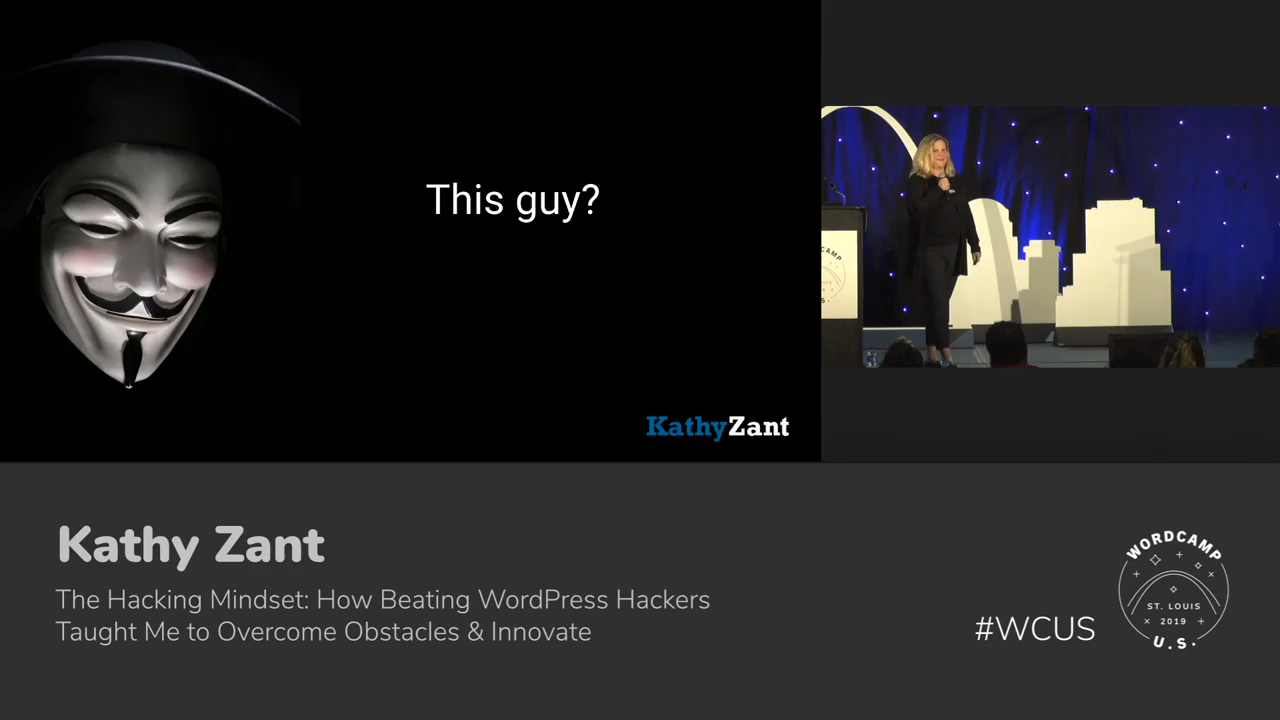 This guy?
KathyZant
Kathy Zant
The Hacking Mindset: How Beating WordPress Hackers
Taught Me to Overcome Obstacles & Innovate
#WCUS
WORDCAMP
ST. LOUIS
2019
U.S.